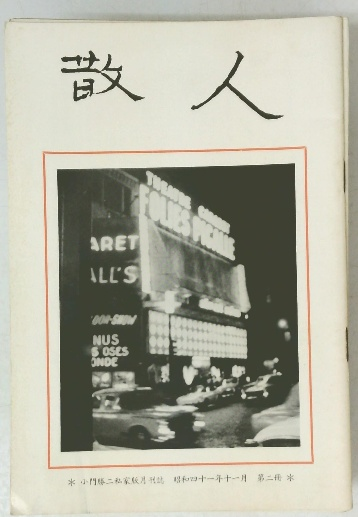 散人
THEATRE
FOLIES PIGALLE
ARET
ALL'S
NUS
OSES
ONDE
＊ 小門勝二私家版月刊誌　昭和四十一年十一月　第二冊 ＊